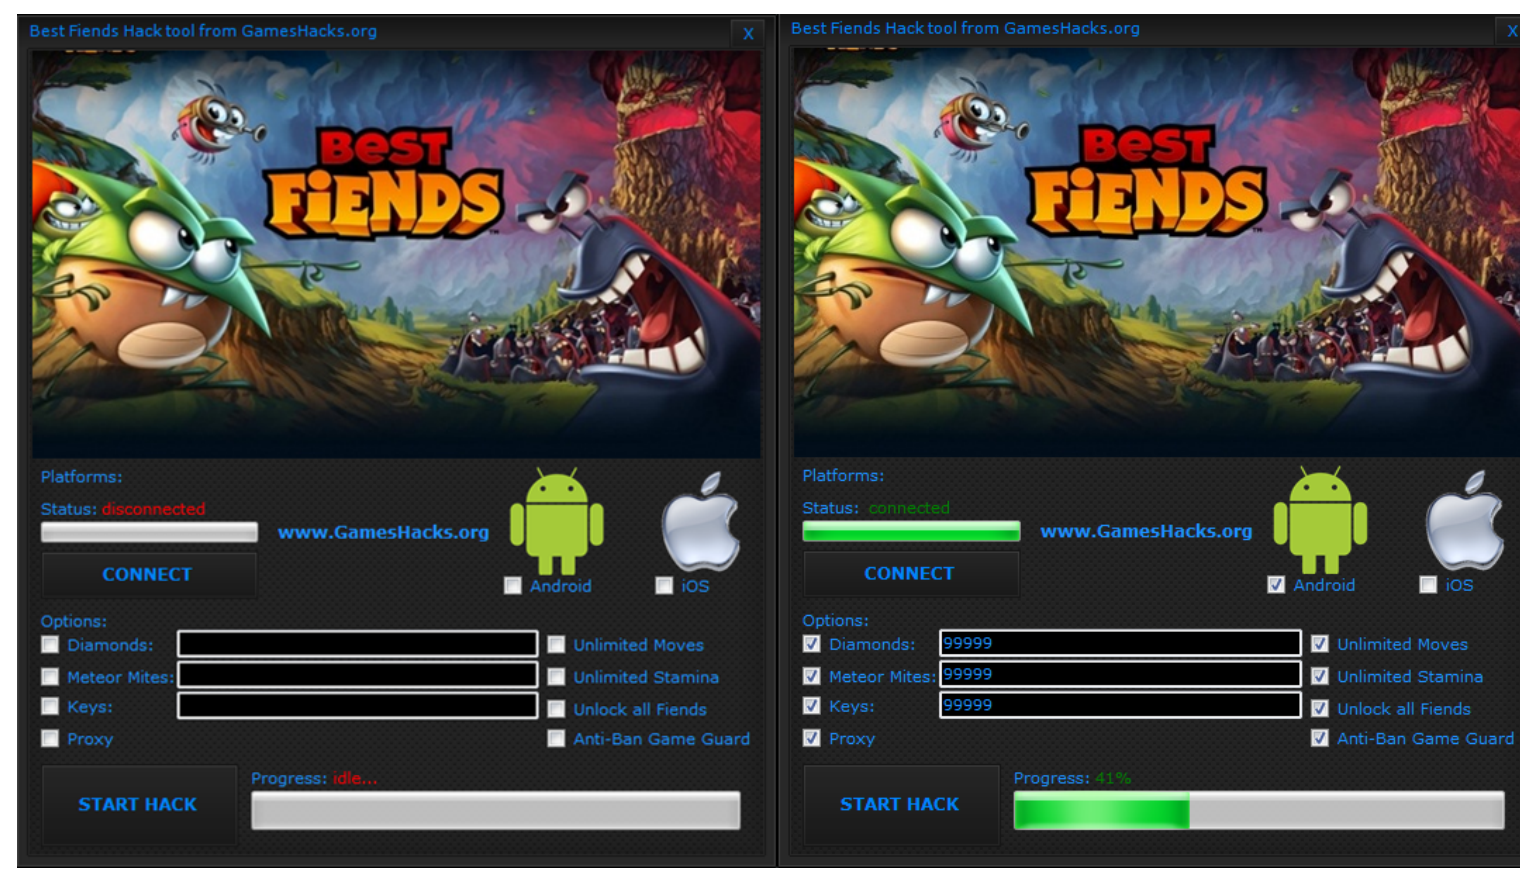 Best Fiends Hack tool from GamesHacks.org
X
BEST
FIENDS
Platforms:
Status: disconnected
www.GamesHacks.org
CONNECT
Android
iOS
Options:
Diamonds:
Unlimited Moves
Meteor Mites:
Unlimited Stamina
Keys:
Unlock all Fiends
Proxy
Anti-Ban Game Guard
Progress: idle...
START HACK
Best Fiends Hack tool from GamesHacks.org
X
BEST
FIENDS
Platforms:
Status: connected
www.GamesHacks.org
CONNECT
Android
iOS
Options:
Diamonds: 99999
Unlimited Moves
Meteor Mites: 99999
Unlimited Stamina
Keys: 99999
Unlock all Fiends
Proxy
Anti-Ban Game Guard
Progress: 41%
START HACK